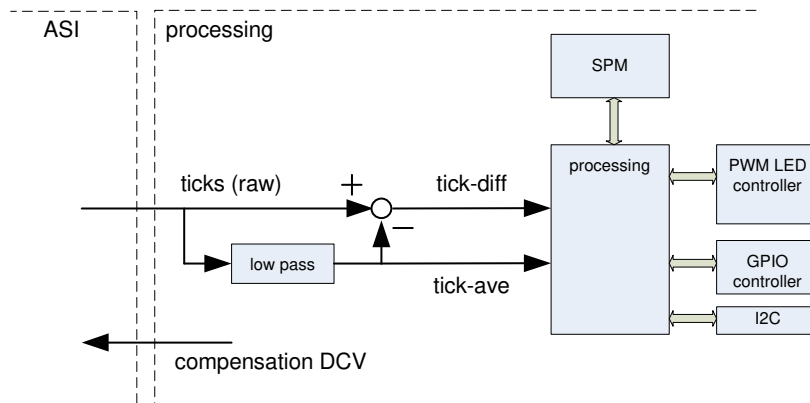 ASI
processing
SPM
processing
PWM LED
controller
ticks (raw)
+
tick-diff
−
low pass
tick-ave
GPIO
controller
I2C
compensation DCV